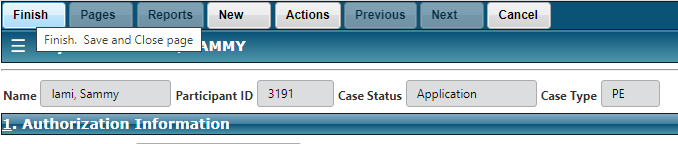 Finish Pages Reports New Actions Previous Next Cancel
Finish. Save and Close page
☰ AMMY
Name Iami, Sammy Participant ID 3191 Case Status Application Case Type PE
1. Authorization Information